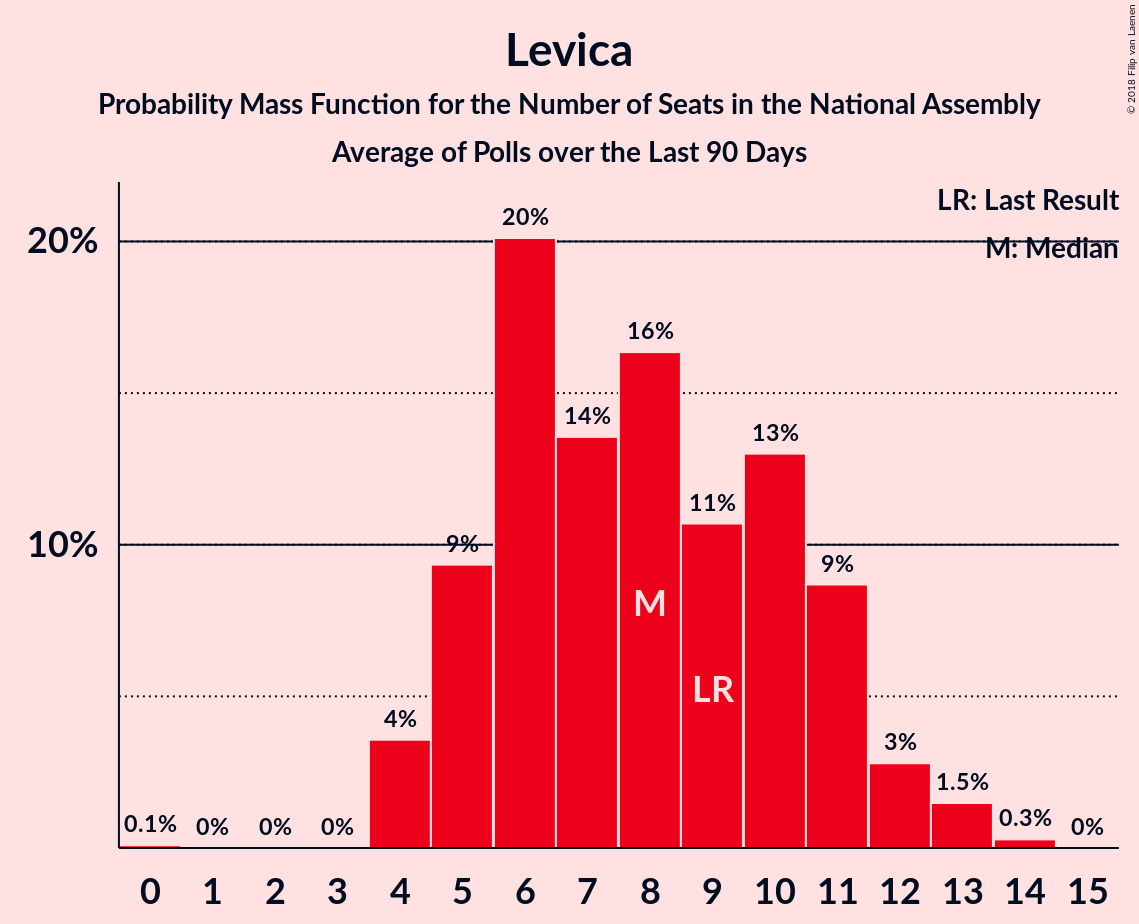 Levica
Probability Mass Function for the Number of Seats in the National Assembly
Average of Polls over the Last 90 Days
© 2018 Filip van Laenen
LR: Last Result
M: Median
20%
10%
0.1%
0%
0%
0%
4%
9%
20%
14%
16%
11%
13%
9%
3%
1.5%
0.3%
0%
M
LR
0 1 2 3 4 5 6 7 8 9 10 11 12 13 14 15